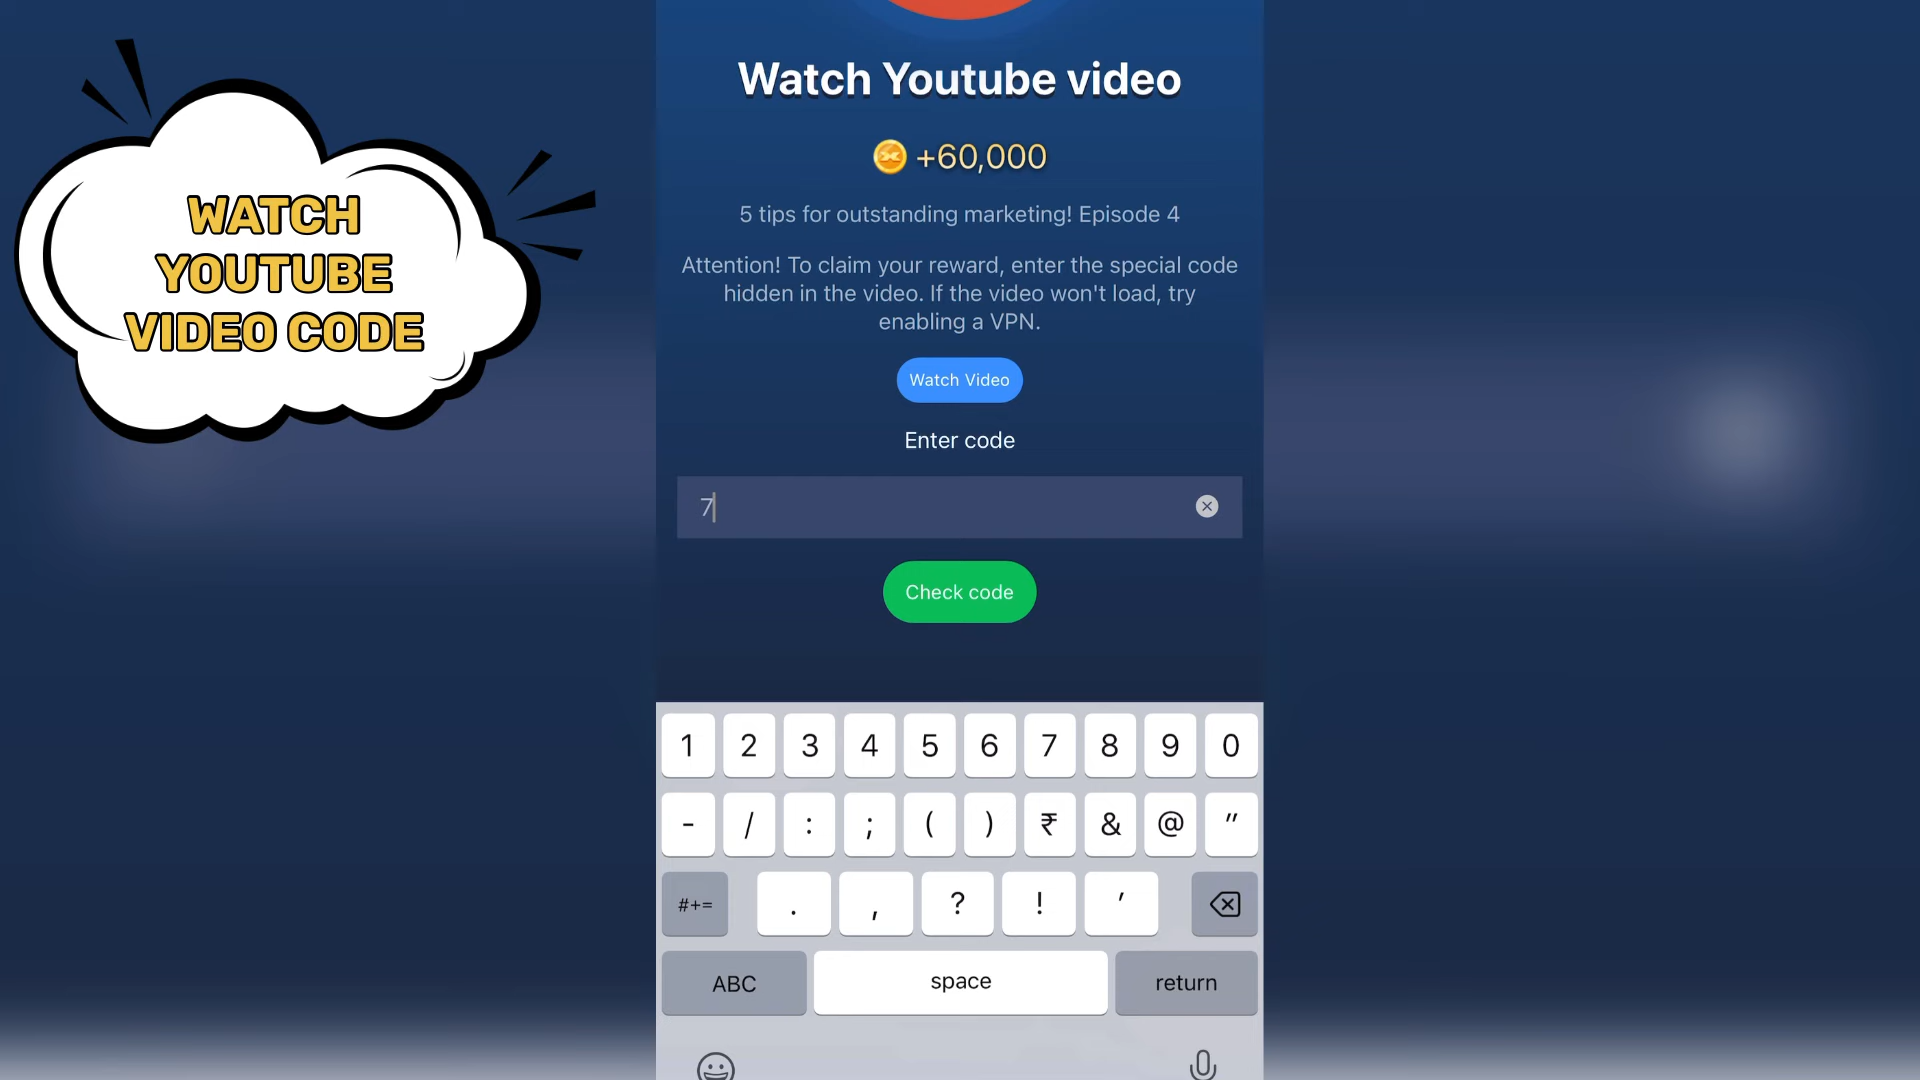 WATCH
YOUTUBE
VIDEO CODE
Watch Youtube video
+60,000
5 tips for outstanding marketing! Episode 4
Attention! To claim your reward, enter the special code
hidden in the video. If the video won't load, try
enabling a VPN.
Watch Video
Enter code
7
Check code
1 2 3 4 5 6 7 8 9 0
- / : ; ( ) ₹ & @ "
#+= . , ? ! '
ABC space return